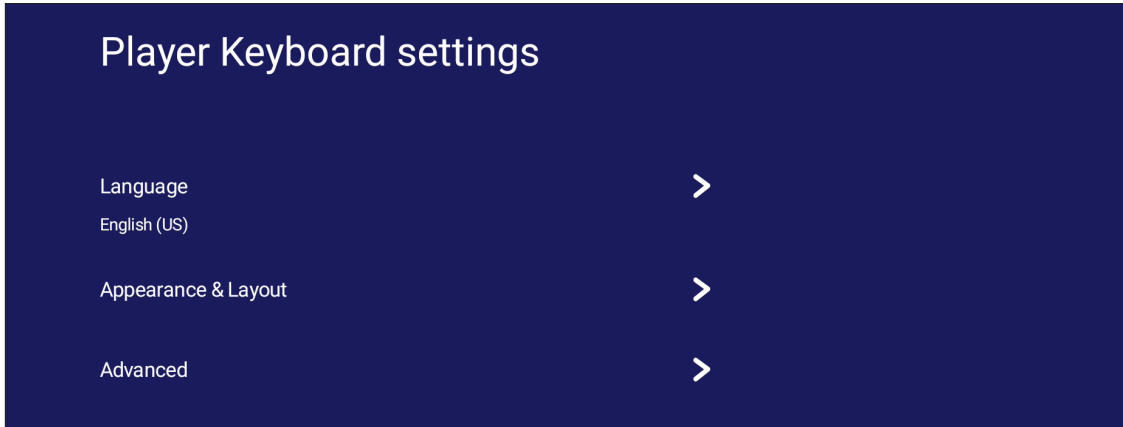 Player Keyboard settings
Language
English (US)
Appearance & Layout
Advanced